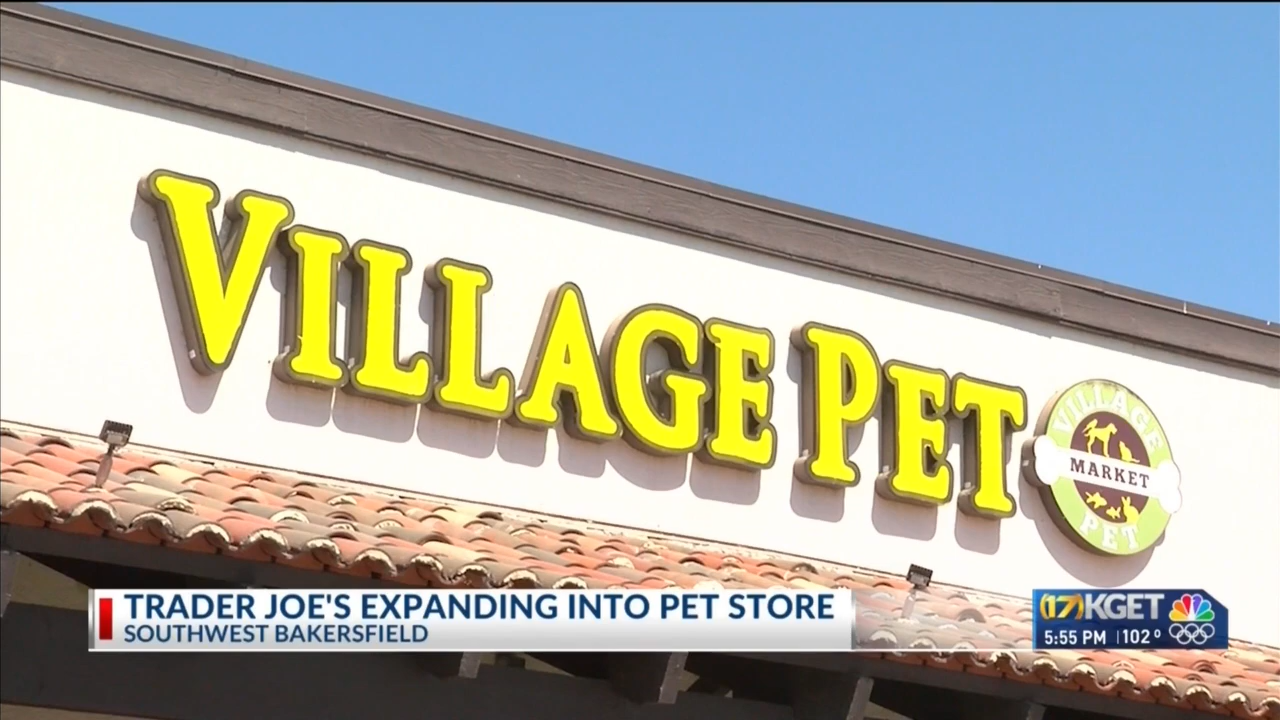 VILLAGE PET
VILLAGE
MARKET
PET
TRADER JOE'S EXPANDING INTO PET STORE
SOUTHWEST BAKERSFIELD
17 KGET
5:55 PM | 102°